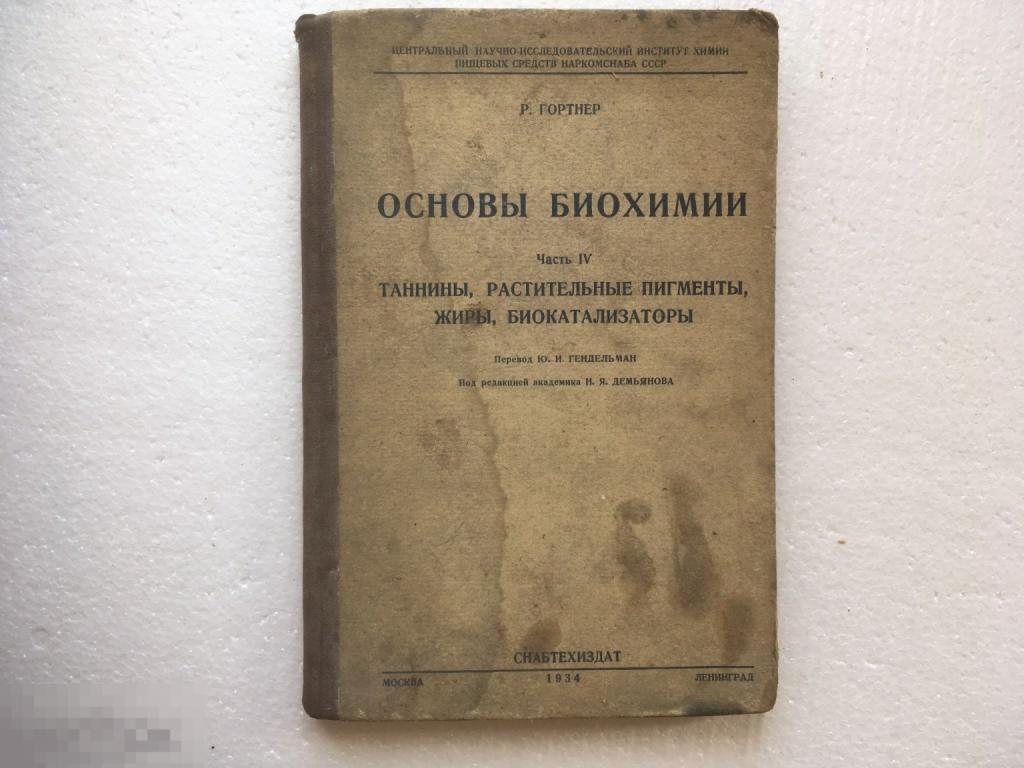 ЦЕНТРАЛЬНЫЙ НАУЧНО-ИССЛЕДОВАТЕЛЬСКИЙ ИНСТИТУТ ХИМИИ
ПИЩЕВЫХ СРЕДСТВ НАРКОМСНАБА СССР
Р. ГОРТНЕР
ОСНОВЫ БИОХИМИИ
Часть IV
ТАННИНЫ, РАСТИТЕЛЬНЫЕ ПИГМЕНТЫ,
ЖИРЫ, БИОКАТАЛИЗАТОРЫ
Перевод Ю. И. ГЕНДЕЛЬМАН
Под редакцией академика Н. Я. ДЕМЬЯНОВА
СНАБТЕХИЗДАТ
МОСКВА 1934 ЛЕНИНГРАД